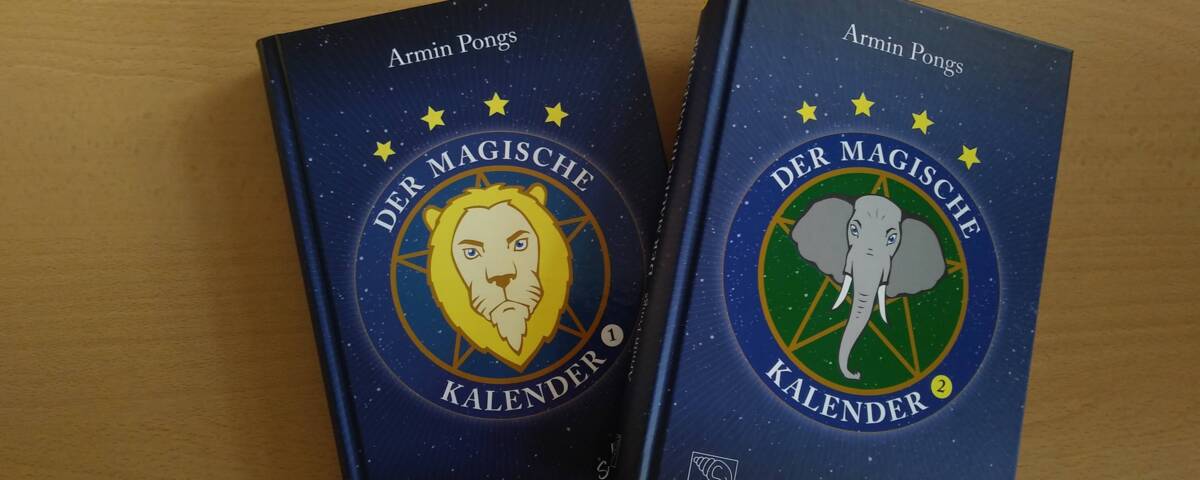 Armin Pongs
DER MAGISCHE
KALENDER
1
Armin Pongs
DER MAGISCHE
KALENDER
2